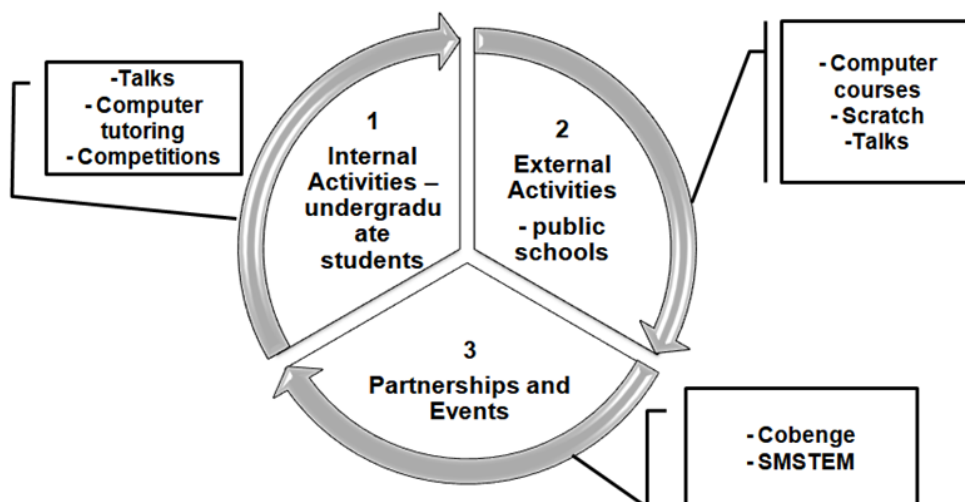 -Talks
-Computer
tutoring
-Competitions
1
Internal
Activities –
undergradu
ate
students
2
External
Activities
- public
schools
-Computer
courses
-Scratch
-Talks
3
Partnerships and
Events
-Cobenge
-SMSTEM